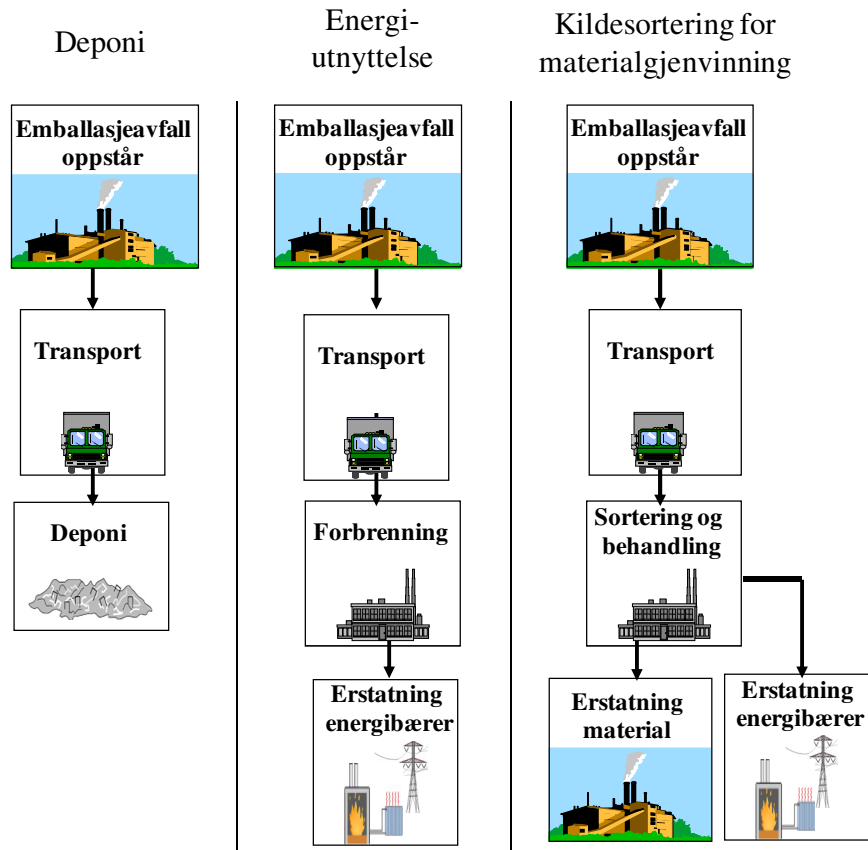 Deponi
Emballasjeavfall
oppstår
Transport
Deponi
Energi-
utnyttelse
Emballasjeavfall
oppstår
Transport
Forbrenning
Erstatning
energibærer
Kildesortering for
materialgjenvinning
Emballasjeavfall
oppstår
Transport
Sortering og
behandling
Erstatning
material
Erstatning
energibærer